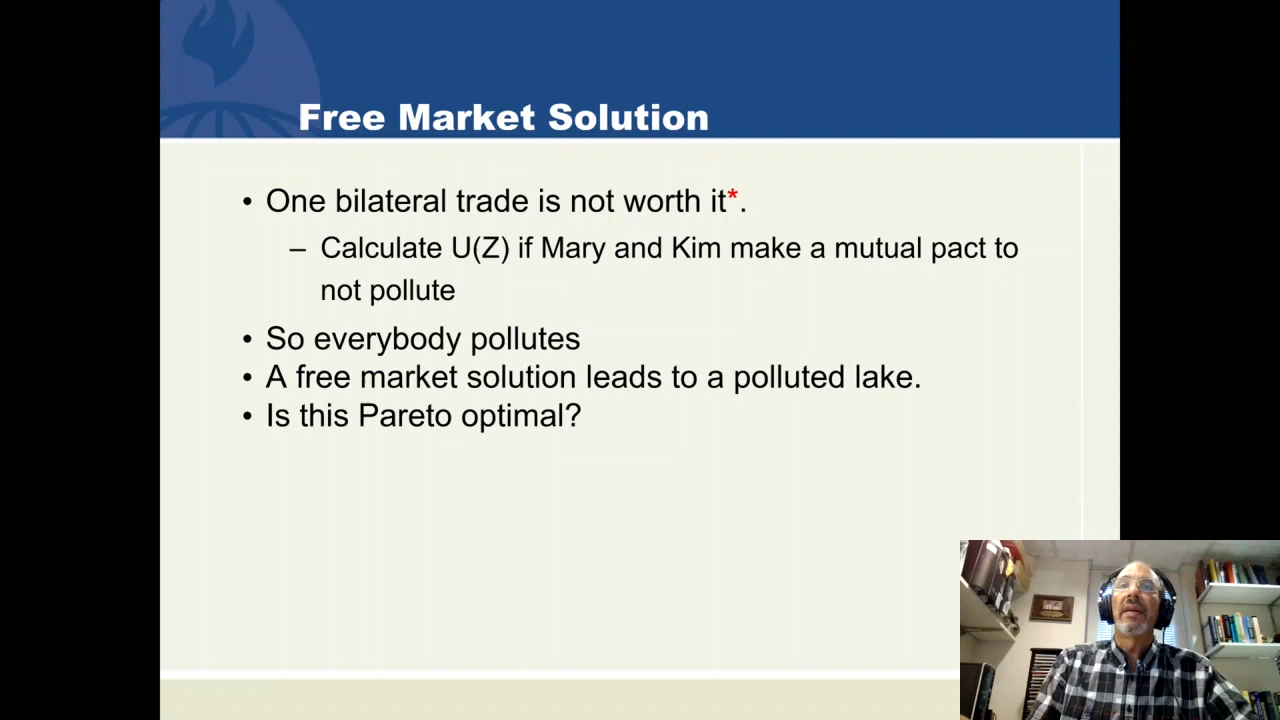 Free Market Solution
• One bilateral trade is not worth it*.
– Calculate U(Z) if Mary and Kim make a mutual pact to
not pollute
• So everybody pollutes
• A free market solution leads to a polluted lake.
• Is this Pareto optimal?